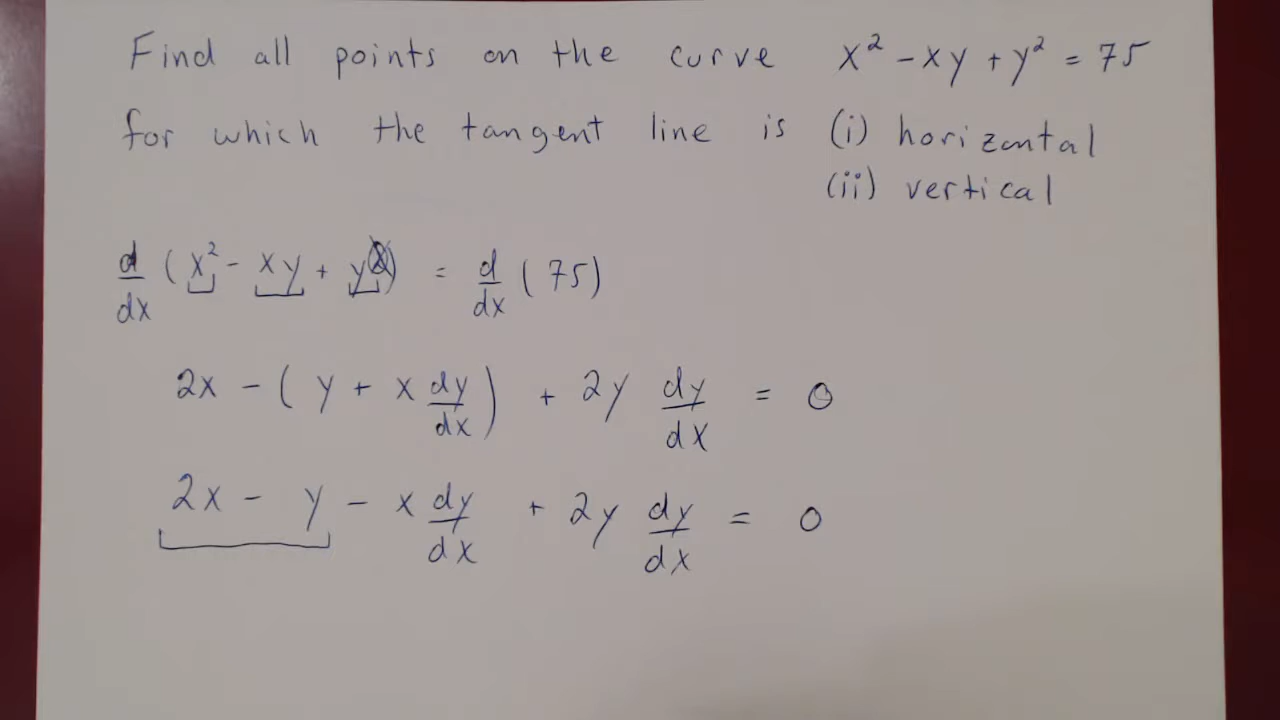 Find all points on the curve x² - xy + y² = 75
for which the tangent line is (i) horizontal
(ii) vertical
d/dx (x² - xy + y²) = d/dx (75)
2x - (y + x dy/dx) + 2y dy/dx = 0
2x - y - x dy/dx + 2y dy/dx = 0